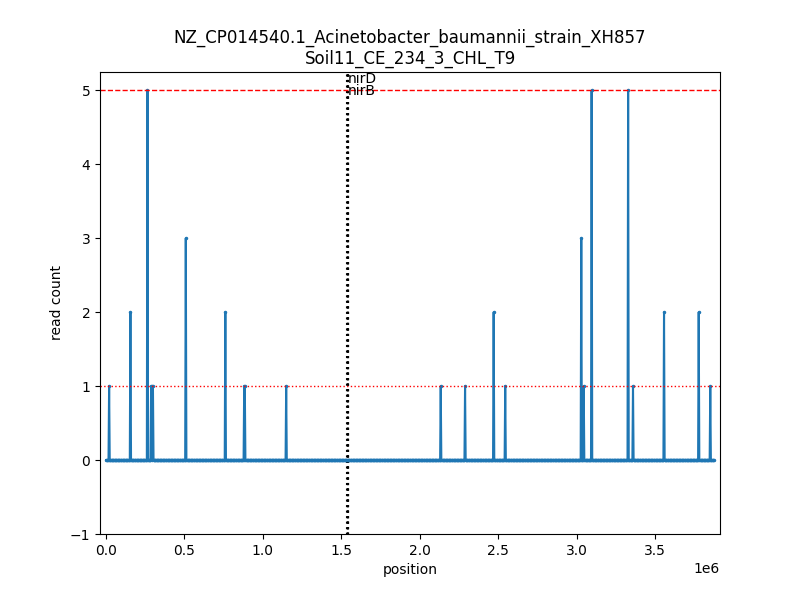 NZ_CP014540.1_Acinetobacter_baumannii_strain_XH857
Soil11_CE_234_3_CHL_T9
nirD
nirB
5
4
3
2
1
0
−1
read count
0.0 0.5 1.0 1.5 2.0 2.5 3.0 3.5
1e6
position